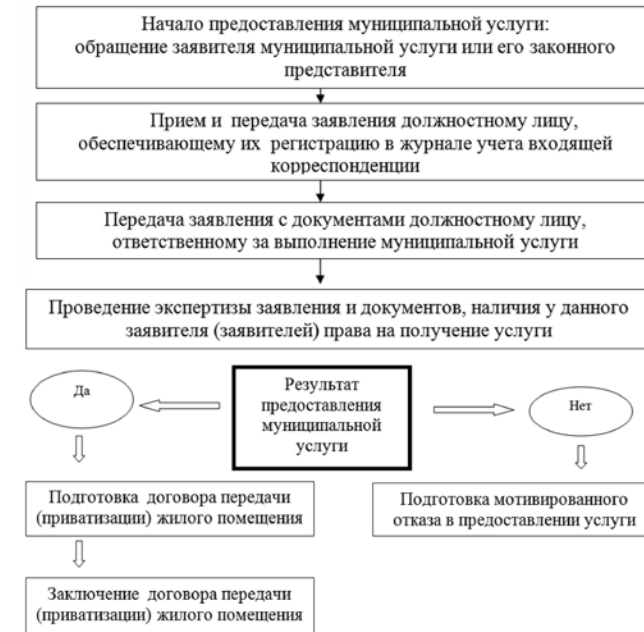 Начало предоставления муниципальной услуги:
обращение заявителя муниципальной услуги или его законного
представителя
Прием и передача заявления должностному лицу,
обеспечивающему их регистрацию в журнале учета входящей
корреспонденции
Передача заявления с документами должностному лицу,
ответственному за выполнение муниципальной услуги
Проведение экспертизы заявления и документов, наличия у данного
заявителя (заявителей) права на получение услуги
Да
Результат
предоставления
муниципальной
услуги
Нет
Подготовка договора передачи
(приватизации) жилого помещения
Подготовка мотивированного
отказа в предоставлении услуги
Заключение договора передачи
(приватизации) жилого помещения